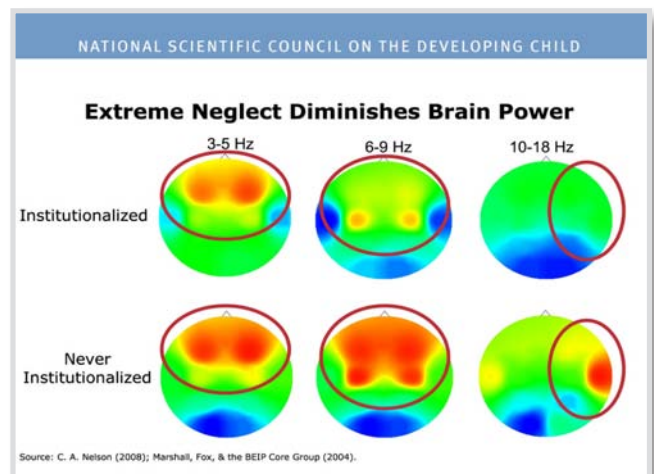 NATIONAL SCIENTIFIC COUNCIL ON THE DEVELOPING CHILD
Extreme Neglect Diminishes Brain Power
3-5 Hz
6-9 Hz
10-18 Hz
Institutionalized
Never
Institutionalized
Source: C. A. Nelson (2008); Marshall, Fox, & the BEIP Core Group (2004).